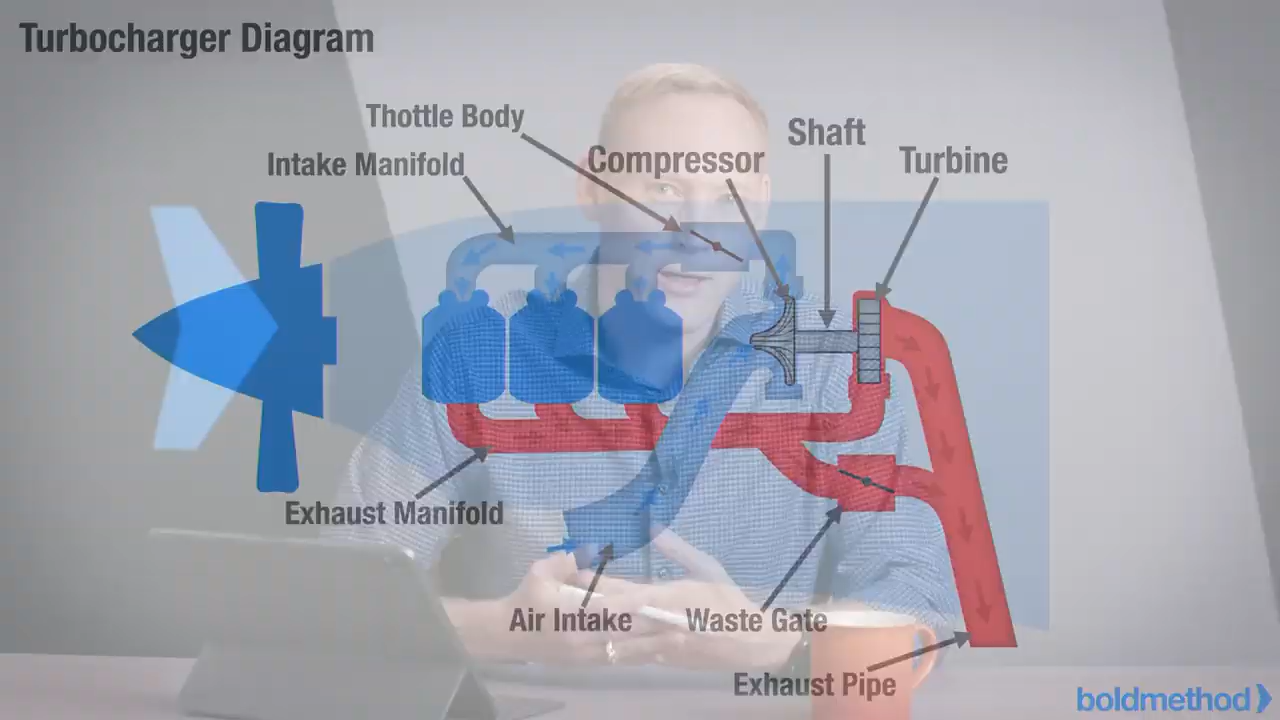 Turbocharger Diagram
Thottle Body
Intake Manifold
Compressor
Shaft
Turbine
Exhaust Manifold
Air Intake
Waste Gate
Exhaust Pipe
boldmethod